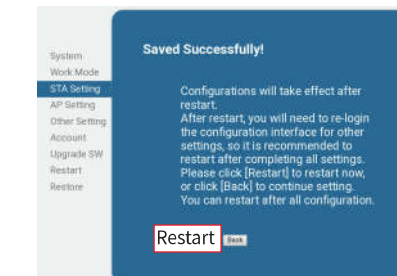 System
Work Mode
STA Setting
AP Setting
Other Setting
Account
Upgrade SW
Restart
Restore
Saved Successfully!
Configurations will take effect after
restart.
After restart, you will need to re-login
the configuration interface for other
settings, so it is recommended to
restart after completing all settings.
Please click [Restart] to restart now,
or click [Back] to continue setting.
You can restart after all configuration.
Restart Back